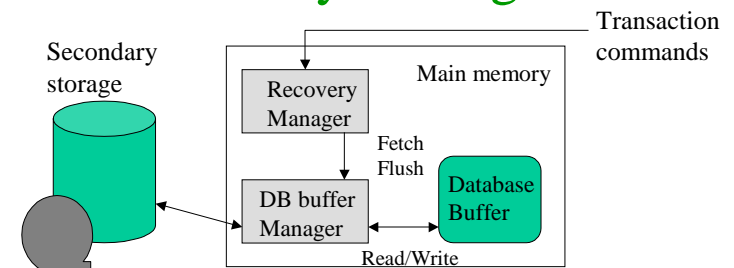 Transaction
commands
Secondary
storage
Main memory
Recovery
Manager
Fetch
Flush
DB buffer
Manager
Database
Buffer
Read/Write